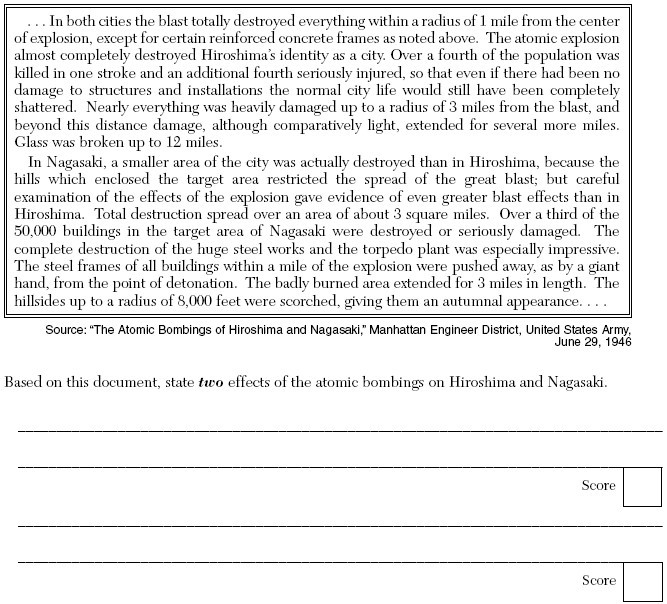 . . . In both cities the blast totally destroyed everything within a radius of 1 mile from the center
of explosion, except for certain reinforced concrete frames as noted above. The atomic explosion
almost completely destroyed Hiroshima's identity as a city. Over a fourth of the population was
killed in one stroke and an additional fourth seriously injured, so that even if there had been no
damage to structures and installations the normal city life would still have been completely
shattered. Nearly everything was heavily damaged up to a radius of 3 miles from the blast, and
beyond this distance damage, although comparatively light, extended for several more miles.
Glass was broken up to 12 miles.
In Nagasaki, a smaller area of the city was actually destroyed than in Hiroshima, because the
hills which enclosed the target area restricted the spread of the great blast; but careful
examination of the effects of the explosion gave evidence of even greater blast effects than in
Hiroshima. Total destruction spread over an area of about 3 square miles. Over a third of the
50,000 buildings in the target area of Nagasaki were destroyed or seriously damaged. The
complete destruction of the huge steel works and the torpedo plant was especially impressive.
The steel frames of all buildings within a mile of the explosion were pushed away, as by a giant
hand, from the point of detonation. The badly burned area extended for 3 miles in length. The
hillsides up to a radius of 8,000 feet were scorched, giving them an autumnal appearance. . . .
Source: "The Atomic Bombings of Hiroshima and Nagasaki," Manhattan Engineer District, United States Army,
June 29, 1946
Based on this document, state two effects of the atomic bombings on Hiroshima and Nagasaki.
Score
Score